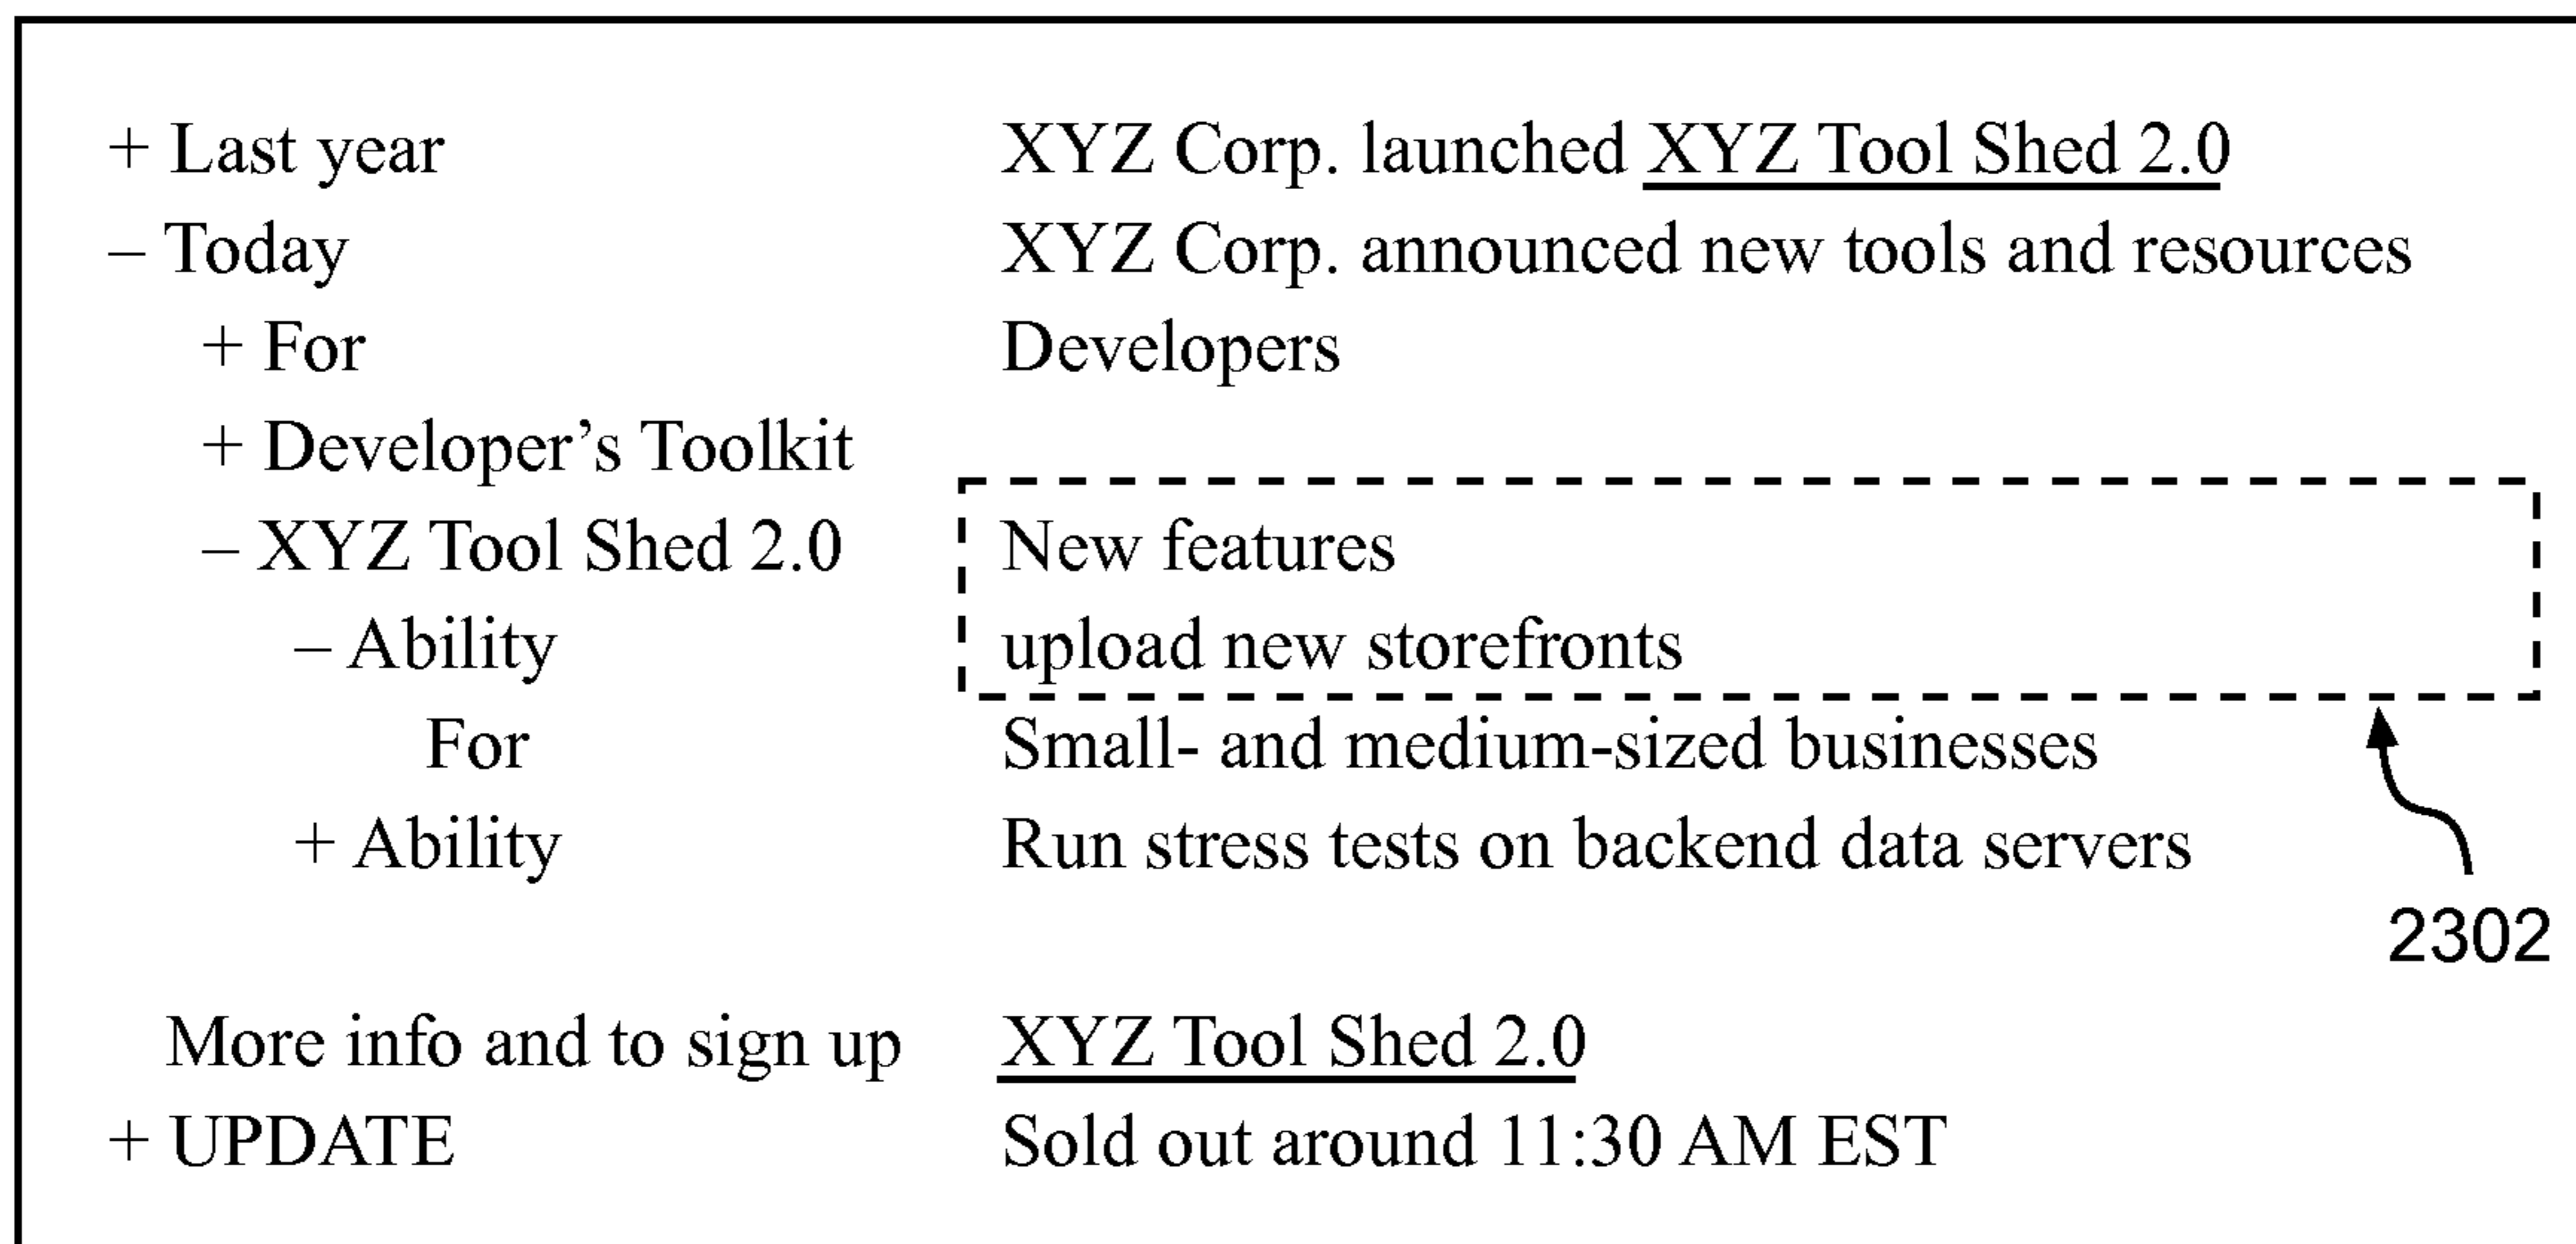 + Last year XYZ Corp. launched XYZ Tool Shed 2.0
– Today XYZ Corp. announced new tools and resources
+ For Developers
+ Developer’s Toolkit
– XYZ Tool Shed 2.0 New features
– Ability upload new storefronts
For Small- and medium-sized businesses
+ Ability Run stress tests on backend data servers
2302
More info and to sign up XYZ Tool Shed 2.0
+ UPDATE Sold out around 11:30 AM EST